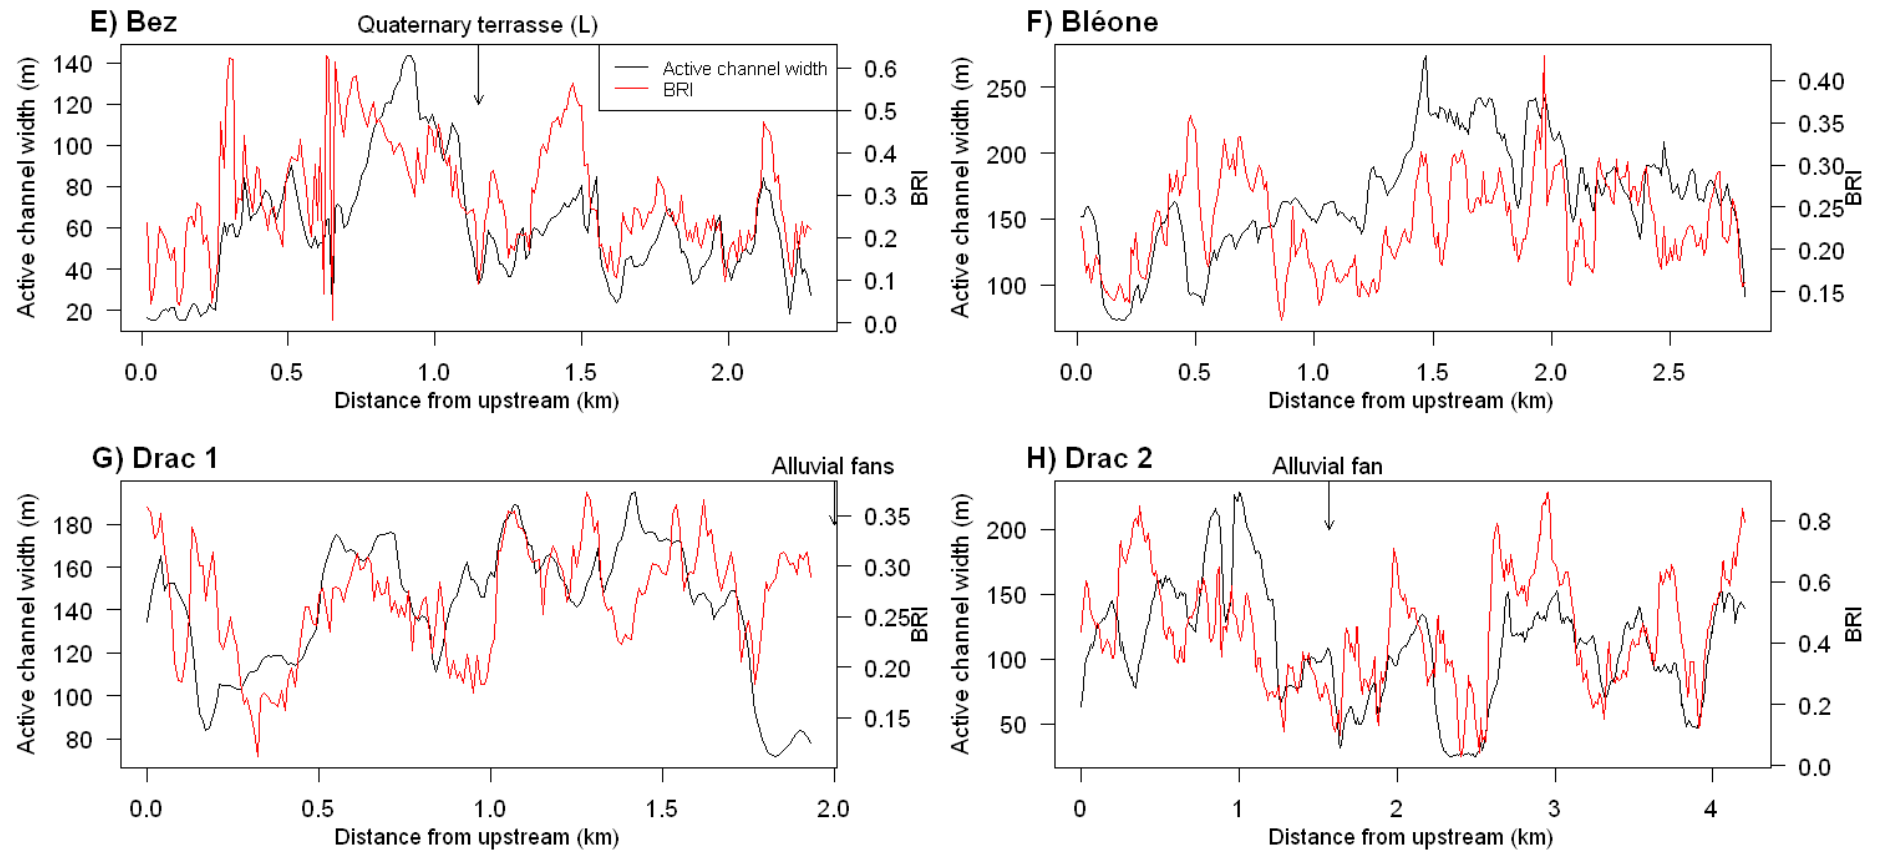 E) Bez
Quaternary terrasse (L)
Active channel width (m)
140
120
100
80
60
40
20
Active channel width
BRI
0.6
0.5
0.4
0.3
0.2
0.1
0.0
BRI
0.0 0.5 1.0 1.5 2.0
Distance from upstream (km)
F) Bléone
Active channel width (m)
250
200
150
100
0.40
0.35
0.30
0.25
0.20
0.15
BRI
0.0 0.5 1.0 1.5 2.0 2.5
Distance from upstream (km)
G) Drac 1
Alluvial fans
Active channel width (m)
180
160
140
120
100
80
0.35
0.30
0.25
0.20
0.15
BRI
0.0 0.5 1.0 1.5 2.0
Distance from upstream (km)
H) Drac 2
Alluvial fan
Active channel width (m)
200
150
100
50
0.8
0.6
0.4
0.2
0.0
BRI
0 1 2 3 4
Distance from upstream (km)